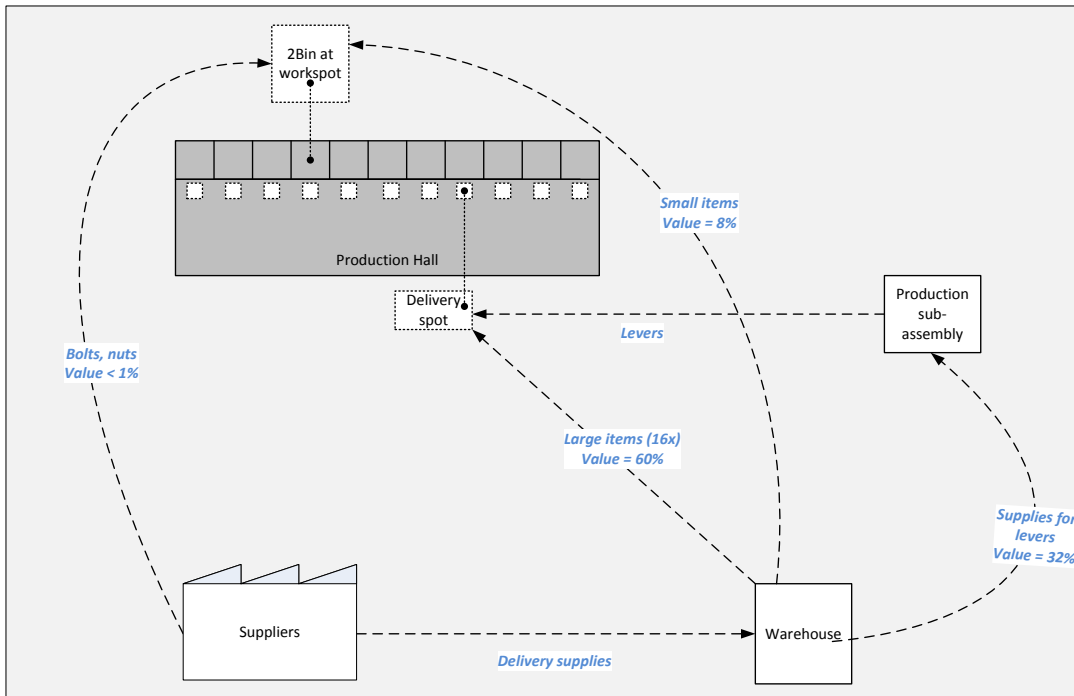 2Bin at
workspot
Small items
Value = 8%
Production Hall
Delivery
spot
Production
sub-
assembly
Levers
Bolts, nuts
Value < 1%
Large items (16x)
Value = 60%
Supplies for
levers
Value = 32%
Suppliers
Warehouse
Delivery supplies